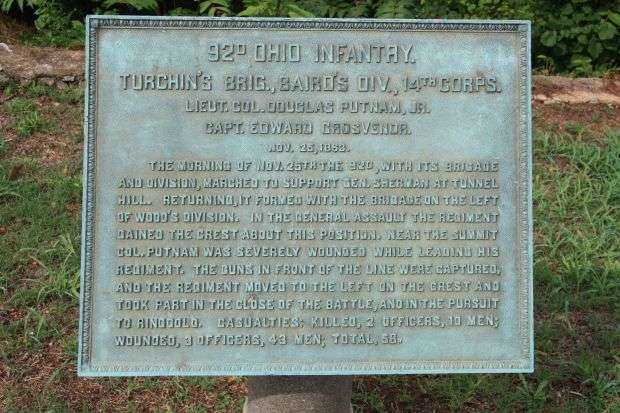 92D OHIO INFANTRY.
TURCHIN'S BRIG., BAIRD'S DIV., 14TH CORPS.
LIEUT. COL. DOUGLAS PUTNAM, JR.
CAPT. EDWARD GROSVENOR.
NOV. 25, 1863.
THE MORNING OF NOV. 25TH THE 92D, WITH ITS BRIGADE
AND DIVISION, MARCHED TO SUPPORT GEN. SHERMAN AT TUNNEL
HILL. RETURNING, IT FORMED WITH THE BRIGADE ON THE LEFT
OF WOOD'S DIVISION. IN THE GENERAL ASSAULT THE REGIMENT
GAINED THE CREST ABOUT THIS POSITION. NEAR THE SUMMIT
COL. PUTNAM WAS SEVERELY WOUNDED WHILE LEADING HIS
REGIMENT. THE GUNS IN FRONT OF THE LINE WERE CAPTURED,
AND THE REGIMENT MOVED TO THE LEFT ON THE CREST AND
TOOK PART IN THE CLOSE OF THE BATTLE, AND IN THE PURSUIT
TO RINGGOLD. CASUALTIES; KILLED, 2 OFFICERS, 10 MEN;
WOUNDED, 3 OFFICERS, 43 MEN; TOTAL, 58.